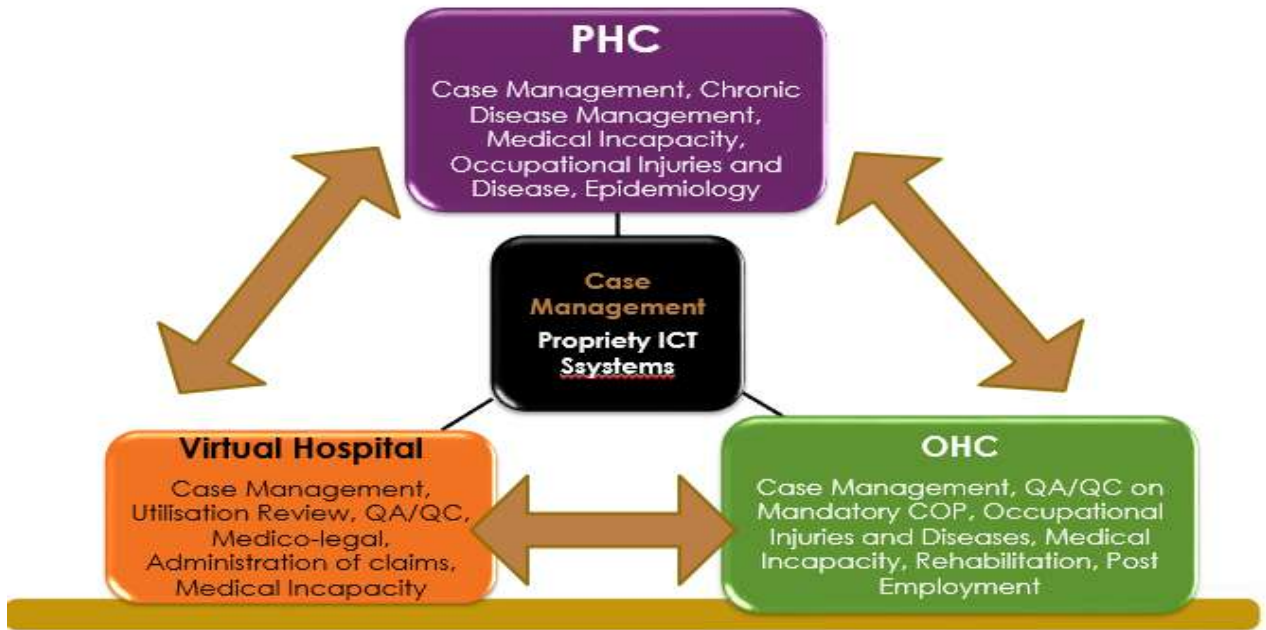 PHC
Case Management, Chronic
Disease Management,
Medical Incapacity,
Occupational Injuries and
Disease, Epidemiology
Case
Management
Propriety ICT
Ssystems
Virtual Hospital
Case Management,
Utilisation Review, QA/QC,
Medico-legal,
Administration of claims,
Medical Incapacity
OHC
Case Management, QA/QC on
Mandatory COP, Occupational
Injuries and Diseases, Medical
Incapacity, Rehabilitation, Post
Employment